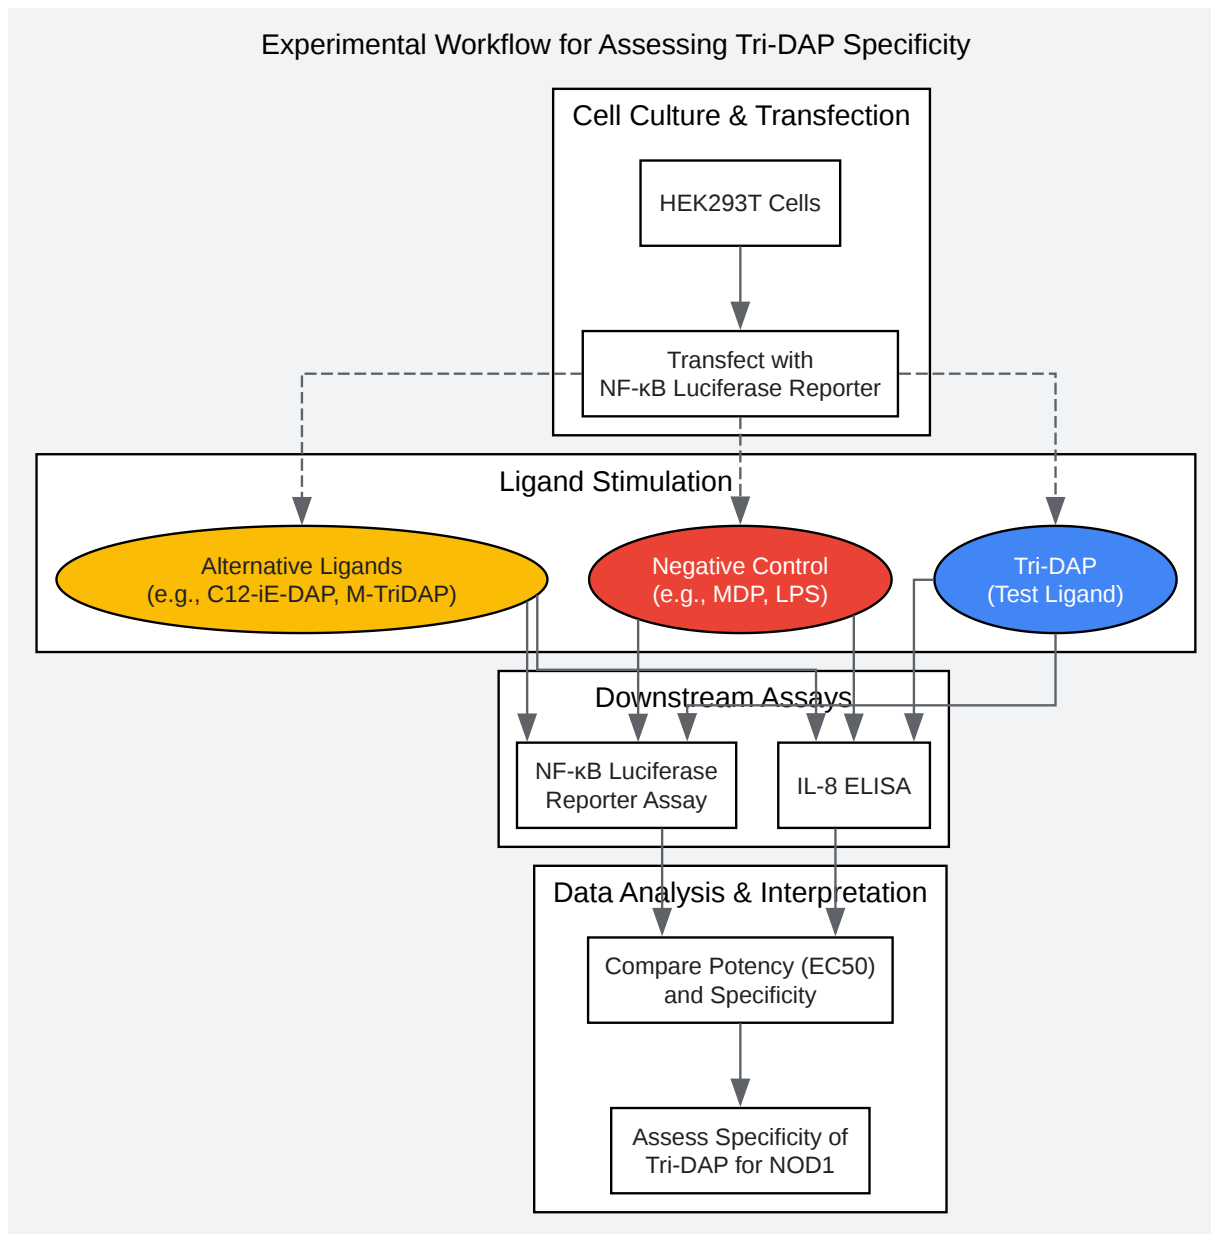 Experimental Workflow for Assessing Tri-DAP Specificity
Cell Culture & Transfection
HEK293T Cells
Transfect with
NF-κB Luciferase Reporter
Ligand Stimulation
Alternative Ligands
(e.g., C12-iE-DAP, M-TriDAP)
Negative Control
(e.g., MDP, LPS)
Tri-DAP
(Test Ligand)
Downstream Assays
NF-κB Luciferase
Reporter Assay
IL-8 ELISA
Data Analysis & Interpretation
Compare Potency (EC50)
and Specificity
Assess Specificity of
Tri-DAP for NOD1